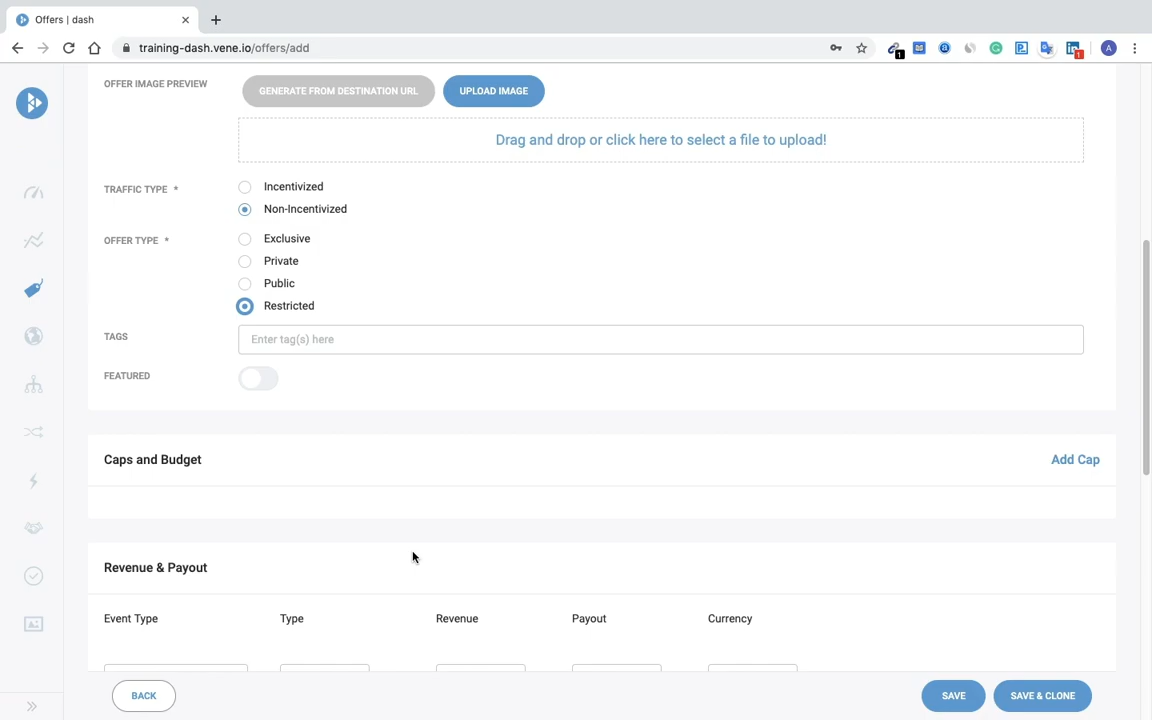 Offers | dash
training-dash.vene.io/offers/add
1
1
A
OFFER IMAGE PREVIEW
GENERATE FROM DESTINATION URL
UPLOAD IMAGE
Drag and drop or click here to select a file to upload!
TRAFFIC TYPE *
Incentivized
Non-Incentivized
OFFER TYPE *
Exclusive
Private
Public
Restricted
TAGS
Enter tag(s) here
FEATURED
Caps and Budget
Add Cap
Revenue & Payout
Event Type
Type
Revenue
Payout
Currency
BACK
SAVE
SAVE & CLONE